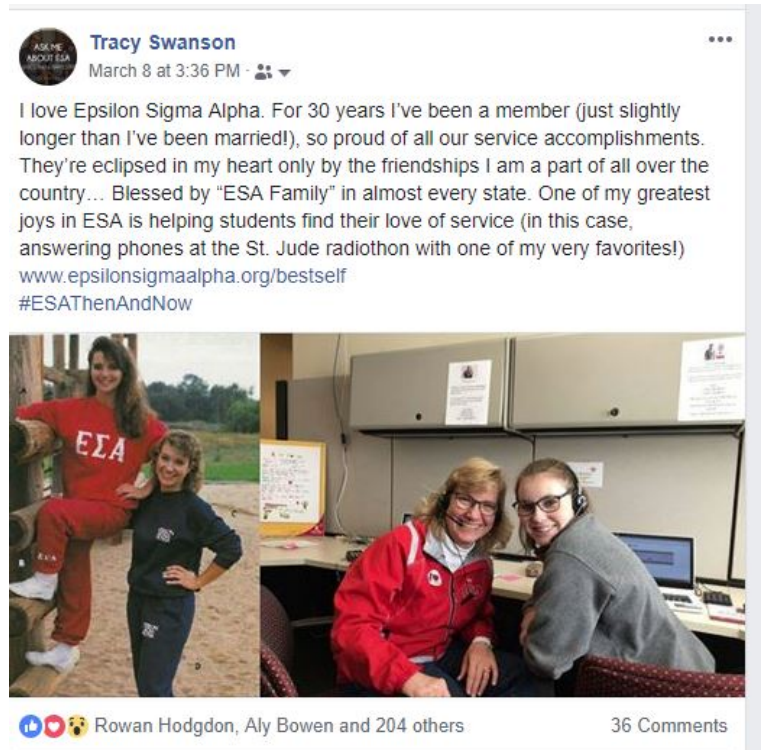 ASK ME
ABOUT ESA
Tracy Swanson
March 8 at 3:36 PM ·
I love Epsilon Sigma Alpha. For 30 years I've been a member (just slightly
longer than I've been married!), so proud of all our service accomplishments.
They're eclipsed in my heart only by the friendships I am a part of all over the
country… Blessed by “ESA Family” in almost every state. One of my greatest
joys in ESA is helping students find their love of service (in this case,
answering phones at the St. Jude radiothon with one of my very favorites!)
www.epsilonsigmaalpha.org/bestself
#ESAThenAndNow
ΕΣΑ
Rowan Hodgdon, Aly Bowen and 204 others
36 Comments